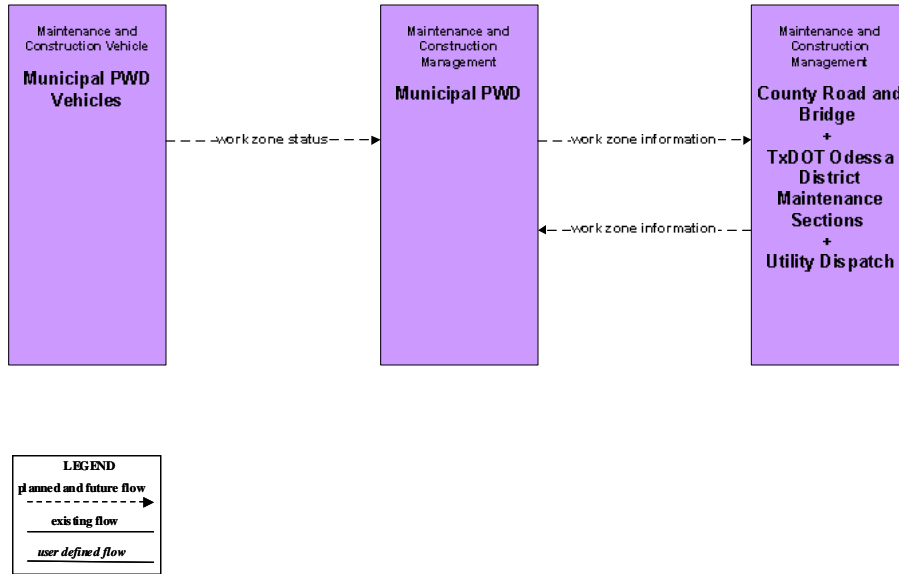 Maintenance and
Construction Vehicle
Municipal PWD
Vehicles
Maintenance and
Construction
Management
Municipal PWD
Maintenance and
Construction
Management
County Road and
Bridge
+
TxDOT Odessa
District
Maintenance
Sections
+
Utility Dispatch
work zone status
work zone information
work zone information
LEGEND
planned and future flow
existing flow
user defined flow